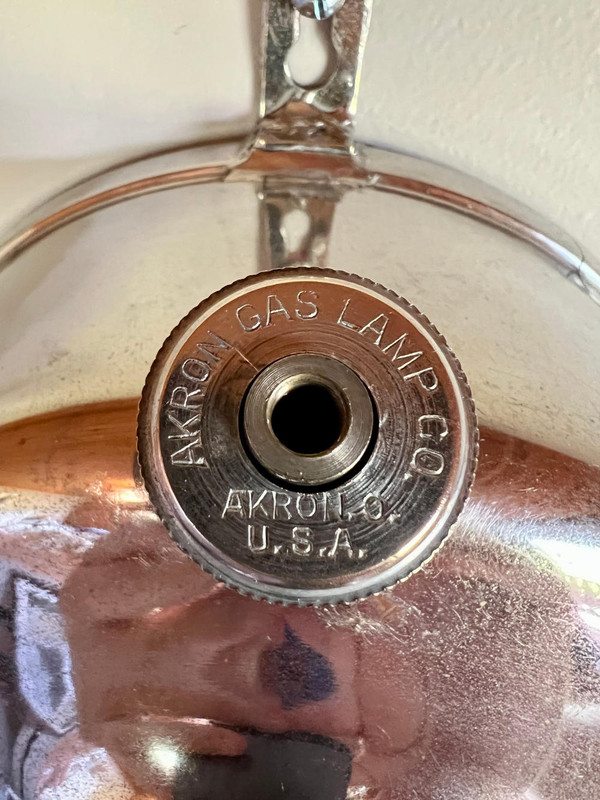 AKRON GAS LAMP CO.
AKRON. O.
U.S.A.